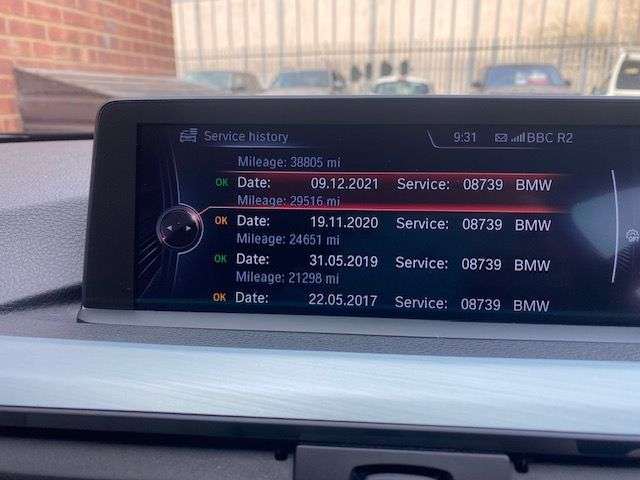 Service history
9:31 BBC R2
Mileage: 38805 mi
OK Date: 09.12.2021 Service: 08739 BMW
Mileage: 29516 mi
OK Date: 19.11.2020 Service: 08739 BMW
Mileage: 24651 mi
OK Date: 31.05.2019 Service: 08739 BMW
Mileage: 21298 mi
OK Date: 22.05.2017 Service: 08739 BMW